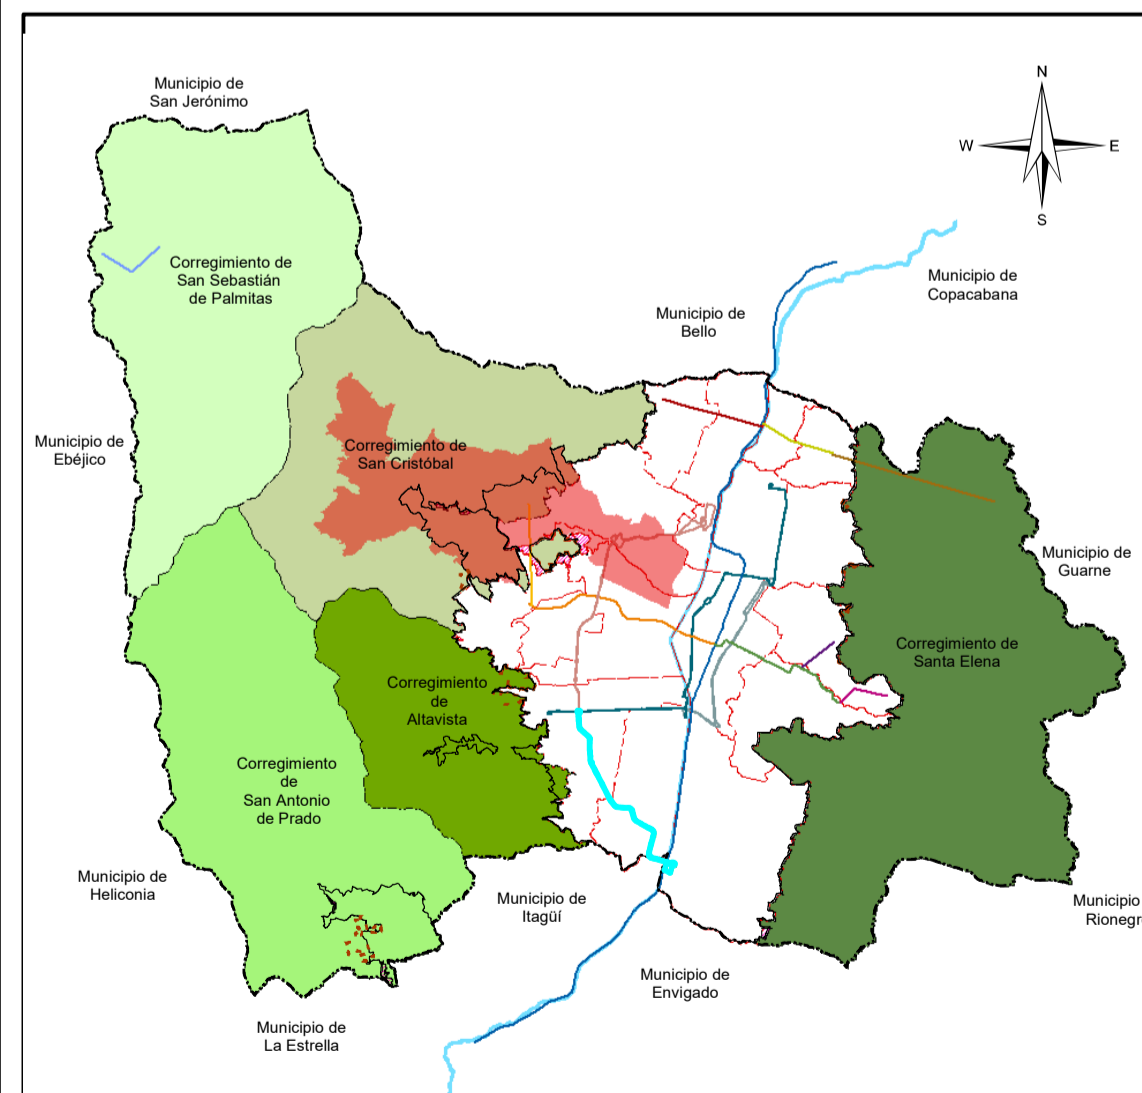 Municipio de
San Jerónimo
N
W
E
S
Corregimiento de
San Sebastián
de Palmitas
Municipio de
Copacabana
Municipio de
Bello
Municipio de
Ebéjico
Corregimiento de
San Cristóbal
Municipio de
Guarne
Corregimiento de
Santa Elena
Corregimiento
de
Altavista
Corregimiento
de
San Antonio
de Prado
Municipio de
Heliconia
Municipio de
Itagüí
Municipio
Rionegr
Municipio de
Envigado
Municipio de
La Estrella